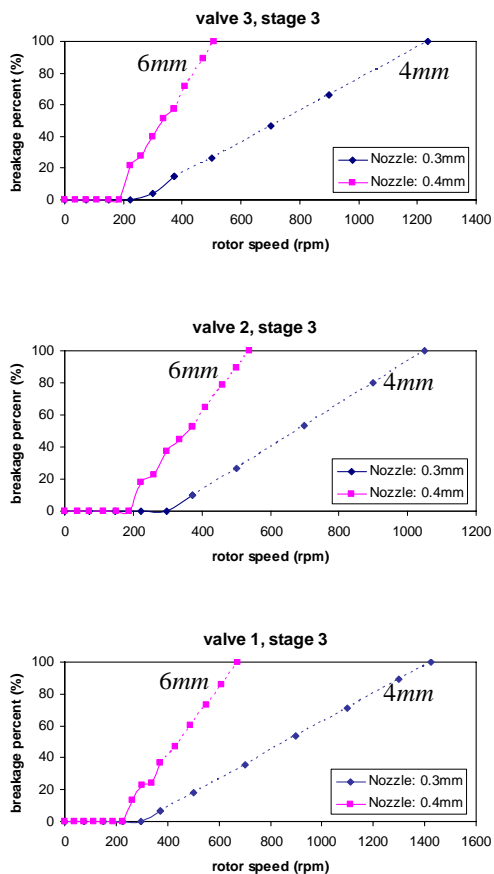 valve 3, stage 3
breakage percent (%)
100
80
60
40
20
0
6mm
4mm
Nozzle: 0.3mm
Nozzle: 0.4mm
0 200 400 600 800 1000 1200 1400
rotor speed (rpm)
valve 2, stage 3
breakage percenr (%)
100
80
60
40
20
0
6mm
4mm
Nozzle: 0.3mm
Nozzle: 0.4mm
0 200 400 600 800 1000 1200
rotor speed (rpm)
valve 1, stage 3
breakage percent (%)
100
80
60
40
20
0
6mm
4mm
Nozzle: 0.3mm
Nozzle: 0.4mm
0 200 400 600 800 1000 1200 1400 1600
rotor speed (rpm)